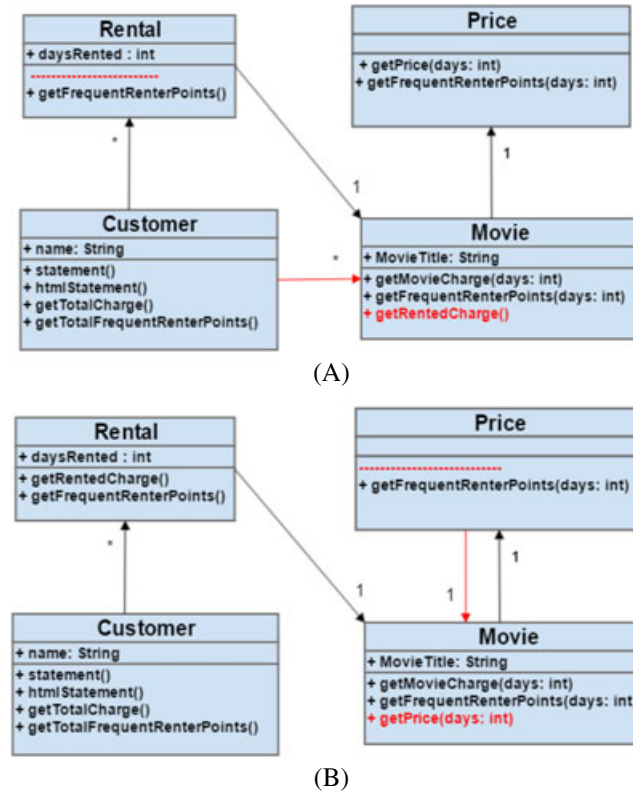 Rental
+ daysRented : int
+ getFrequentRenterPoints()
Price
+ getPrice(days: int)
+ getFrequentRenterPoints(days: int)
*
1
1
Customer
+ name: String
+ statement()
+ htmlStatement()
+ getTotalCharge()
+ getTotalFrequentRenterPoints()
*
Movie
+ MovieTitle: String
+ getMovieCharge(days: int)
+ getFrequentRenterPoints(days: int)
+ getRentedCharge()
(A)
Rental
+ daysRented : int
+ getRentedCharge()
+ getFrequentRenterPoints()
Price
+ getFrequentRenterPoints(days: int)
*
1
1
1
Customer
+ name: String
+ statement()
+ htmlStatement()
+ getTotalCharge()
+ getTotalFrequentRenterPoints()
Movie
+ MovieTitle: String
+ getMovieCharge(days: int)
+ getFrequentRenterPoints(days: int
+ getPrice(days: int)
(B)